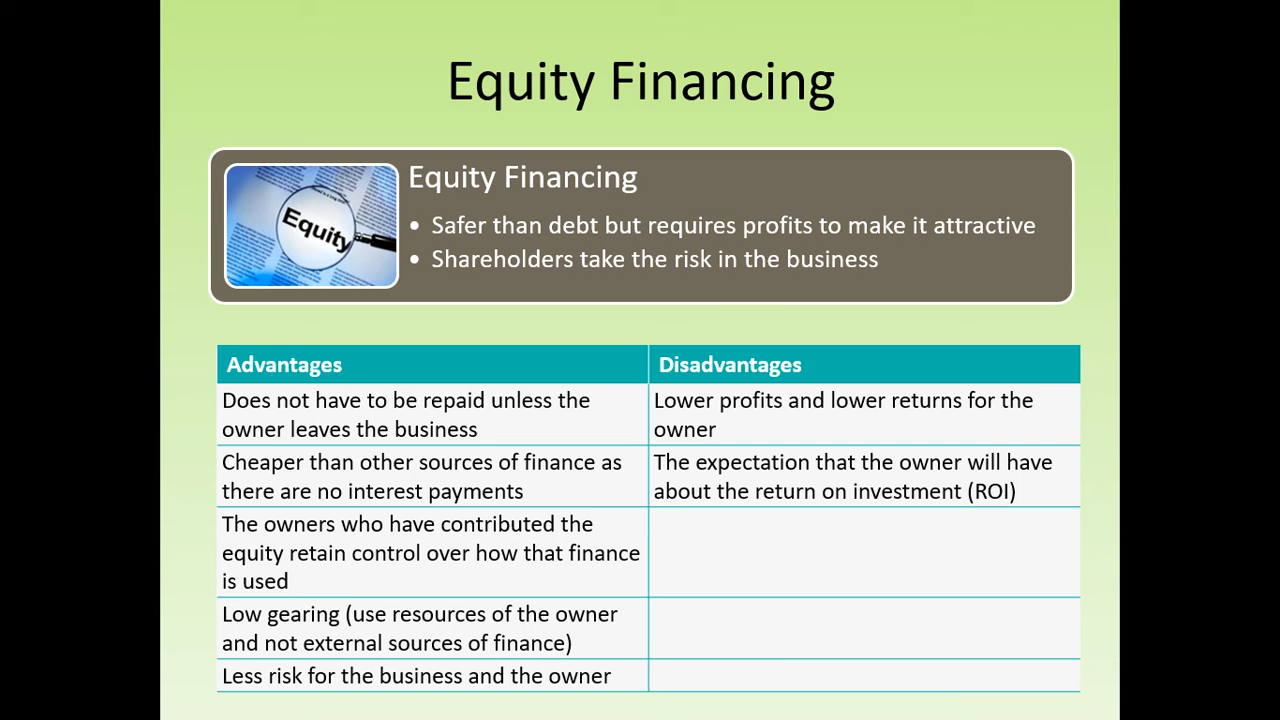 Equity Financing
Equity
Equity Financing
• Safer than debt but requires profits to make it attractive
• Shareholders take the risk in the business
Advantages
Disadvantages
Does not have to be repaid unless the
owner leaves the business
Lower profits and lower returns for the
owner
Cheaper than other sources of finance as
there are no interest payments
The expectation that the owner will have
about the return on investment (ROI)
The owners who have contributed the
equity retain control over how that finance
is used
Low gearing (use resources of the owner
and not external sources of finance)
Less risk for the business and the owner